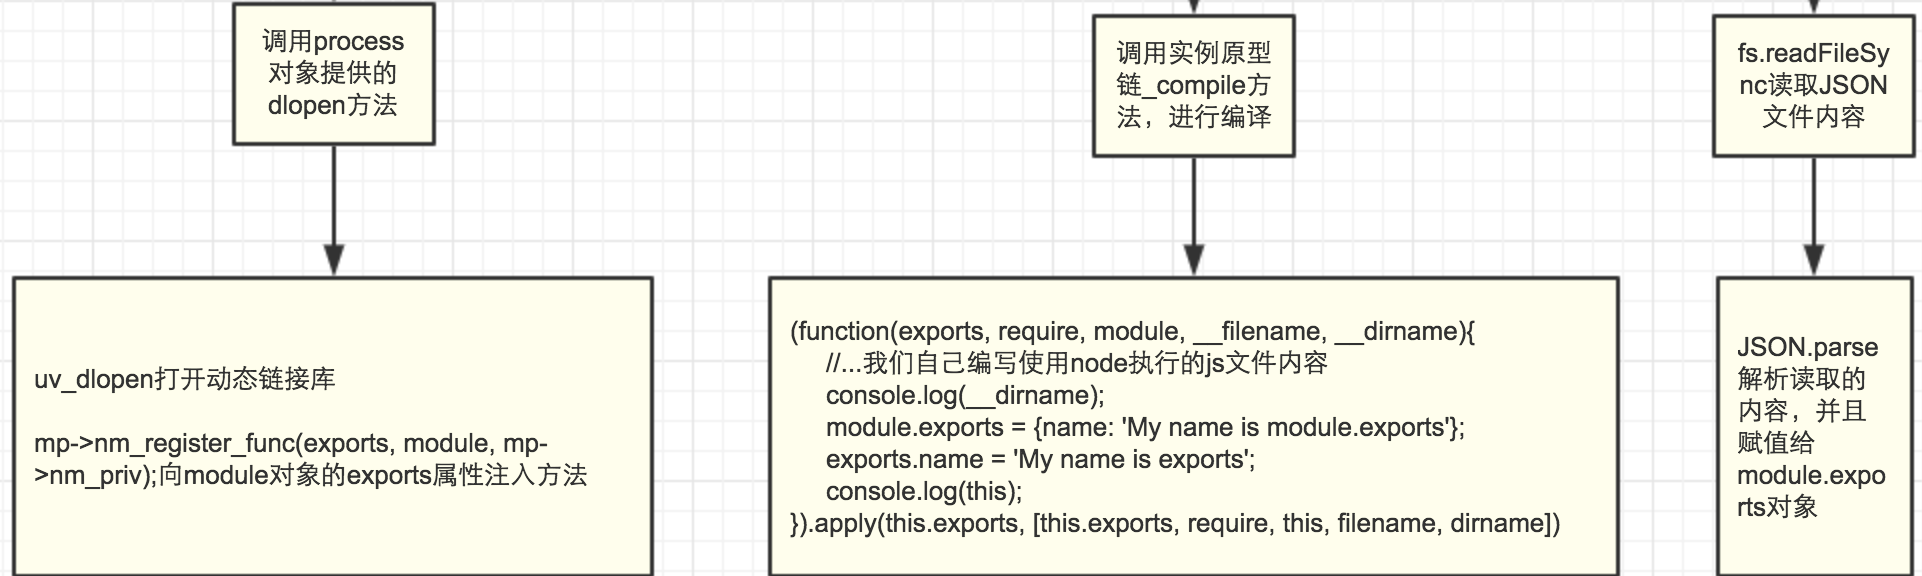 调用process
对象提供的
dlopen方法
调用实例原型
链_compile方
法，进行编译
fs.readFileSy
nc读取JSON
文件内容
uv_dlopen打开动态链接库
mp->nm_register_func(exports, module, mp-
>nm_priv);向module对象的exports属性注入方法
(function(exports, require, module, __filename, __dirname){
//...我们自己编写使用node执行的js文件内容
console.log(__dirname);
module.exports = {name: 'My name is module.exports'};
exports.name = 'My name is exports';
console.log(this);
}).apply(this.exports, [this.exports, require, this, filename, dirname])
JSON.parse
解析读取的
内容，并且
赋值给
module.expo
rts对象